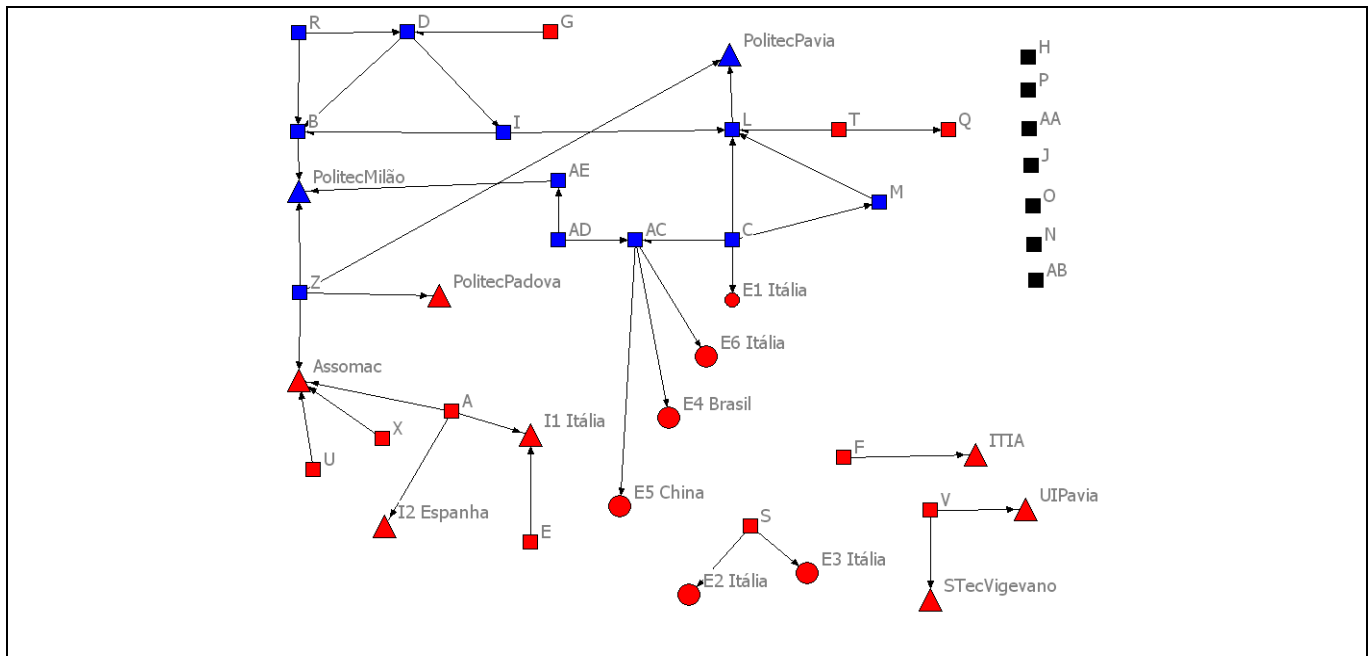 R
D
G
PolitecPavia
H
P
B
I
L
T
Q
AA
J
PolitecMilão
AE
M
O
AD
AC
C
N
Z
PolitecPadova
E1 Itália
AB
E6 Itália
Assomac
A
E4 Brasil
X
I1 Itália
U
F
ITIA
I2 Espanha
E5 China
V
UIPavia
E
S
E2 Itália
E3 Itália
STecVigevano